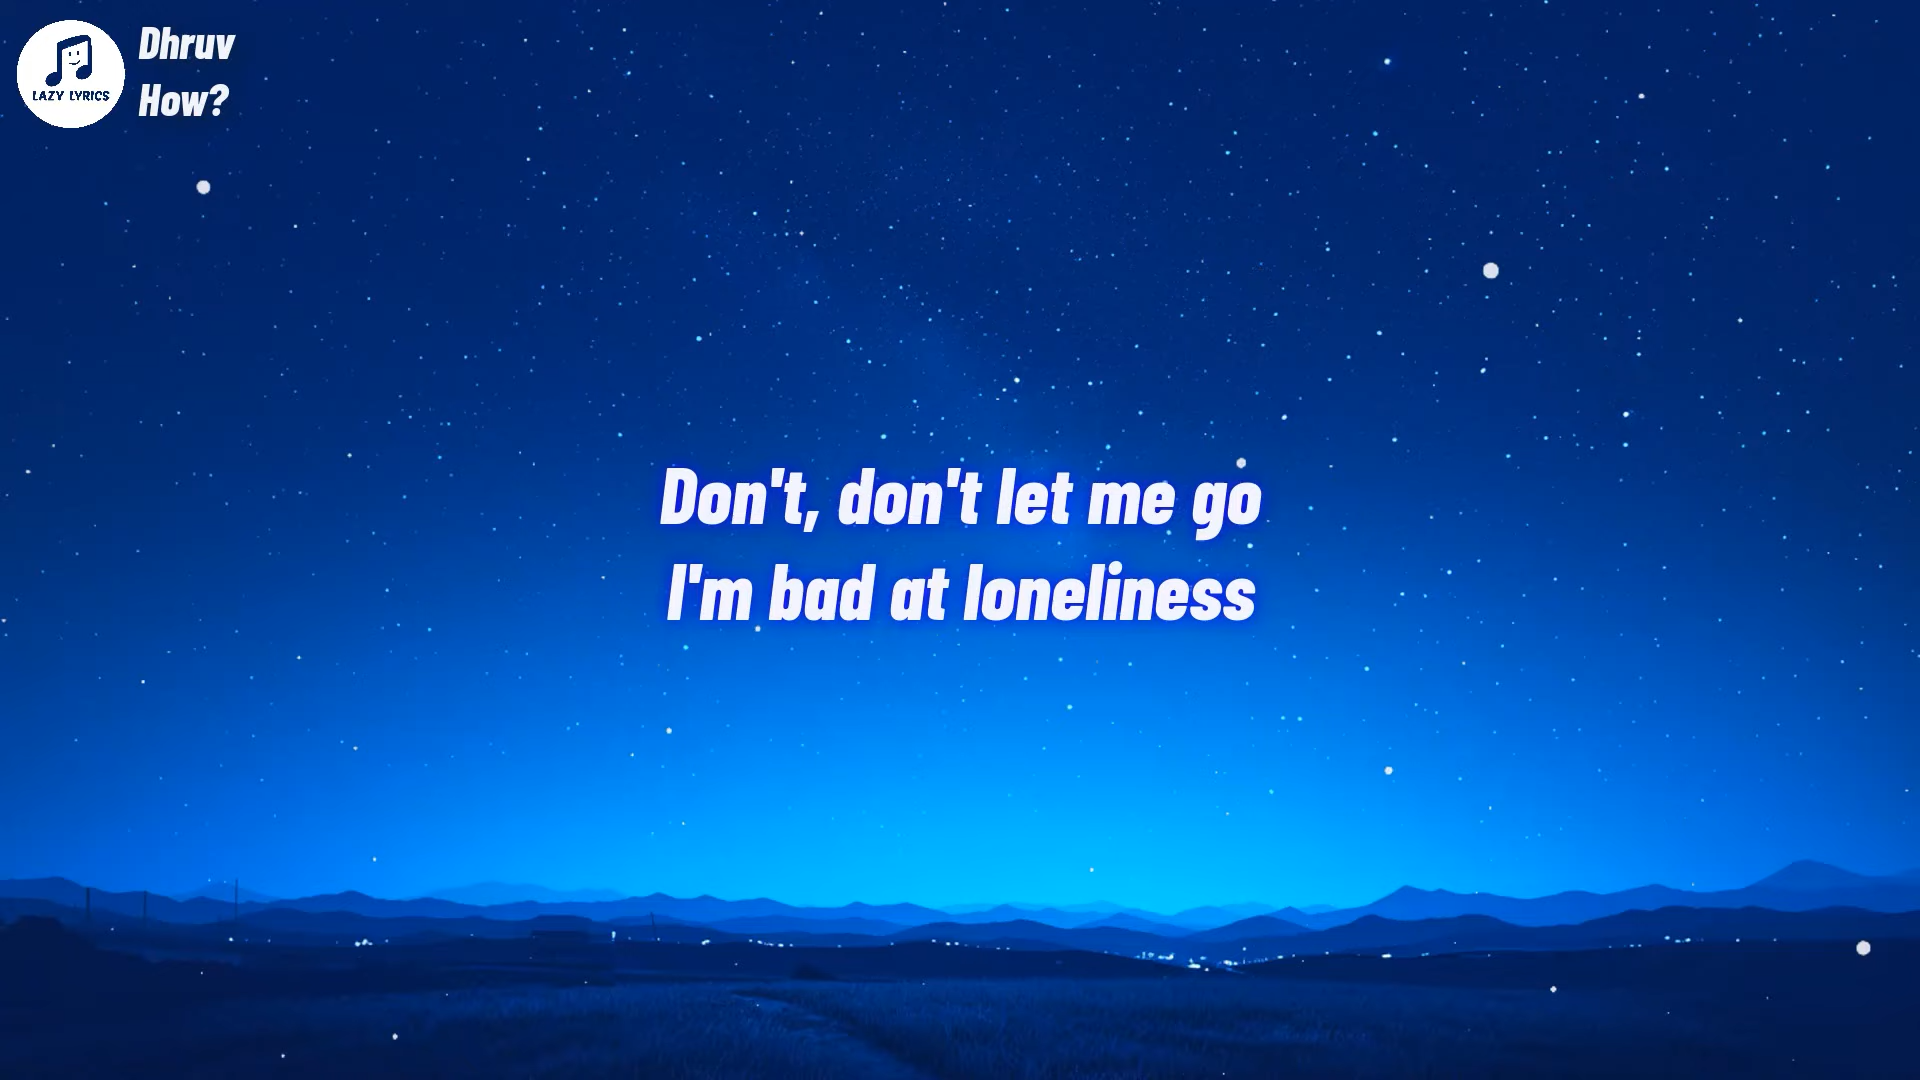 LAZY LYRICS
Dhruv
How?
Don't, don't let me go
I'm bad at loneliness